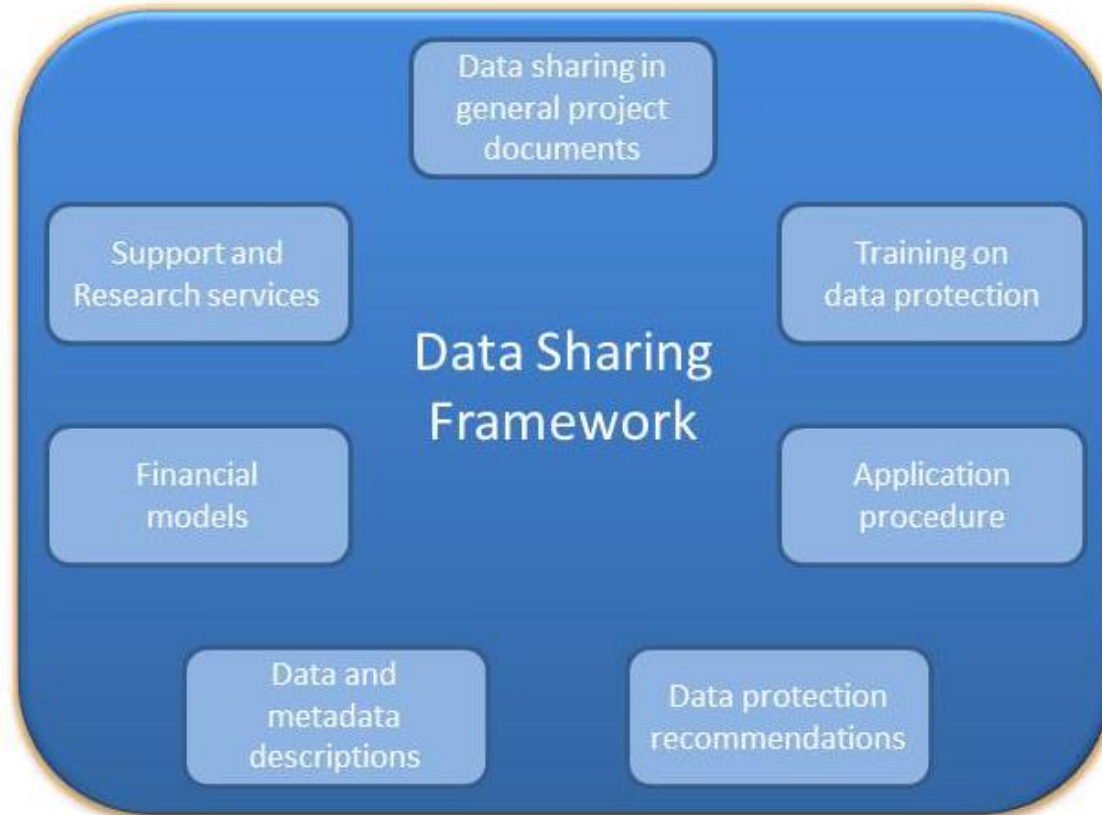 Data sharing in
general project
documents
Support and
Research services
Training on
data protection
Data Sharing
Framework
Financial
models
Application
procedure
Data and
metadata
descriptions
Data protection
recommendations